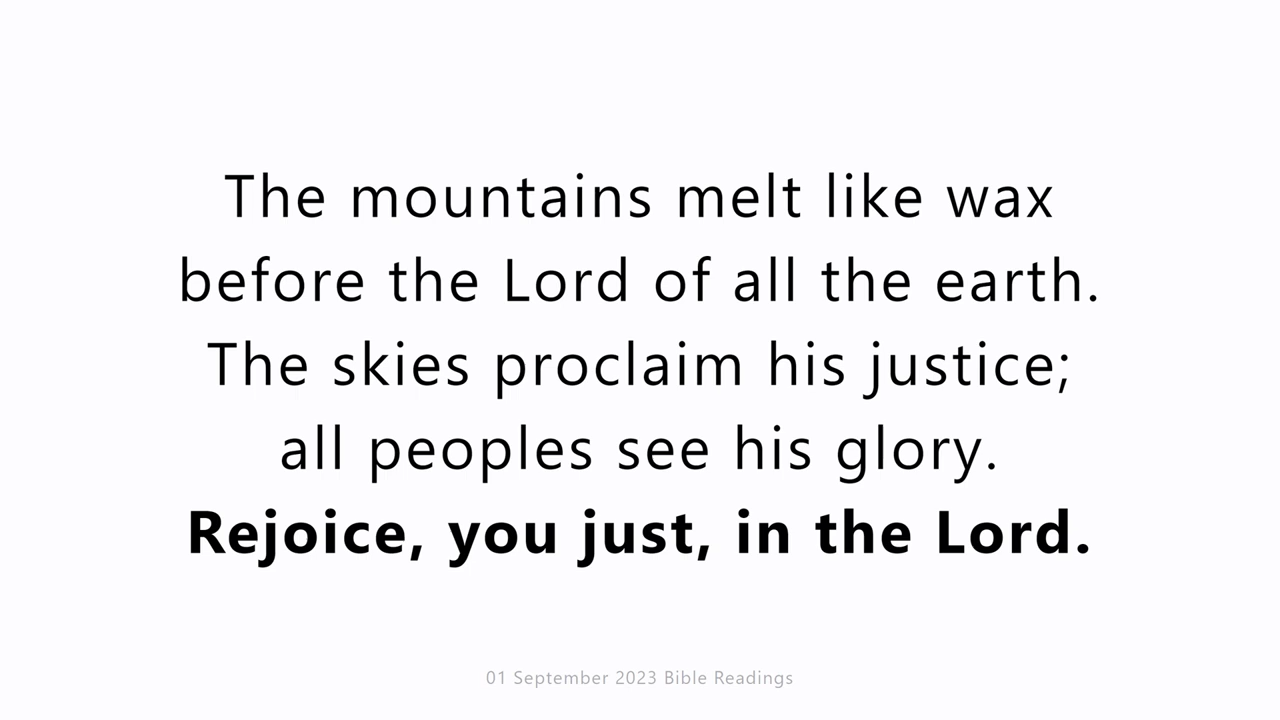 The mountains melt like wax
before the Lord of all the earth.
The skies proclaim his justice;
all peoples see his glory.
Rejoice, you just, in the Lord.
01 September 2023 Bible Readings